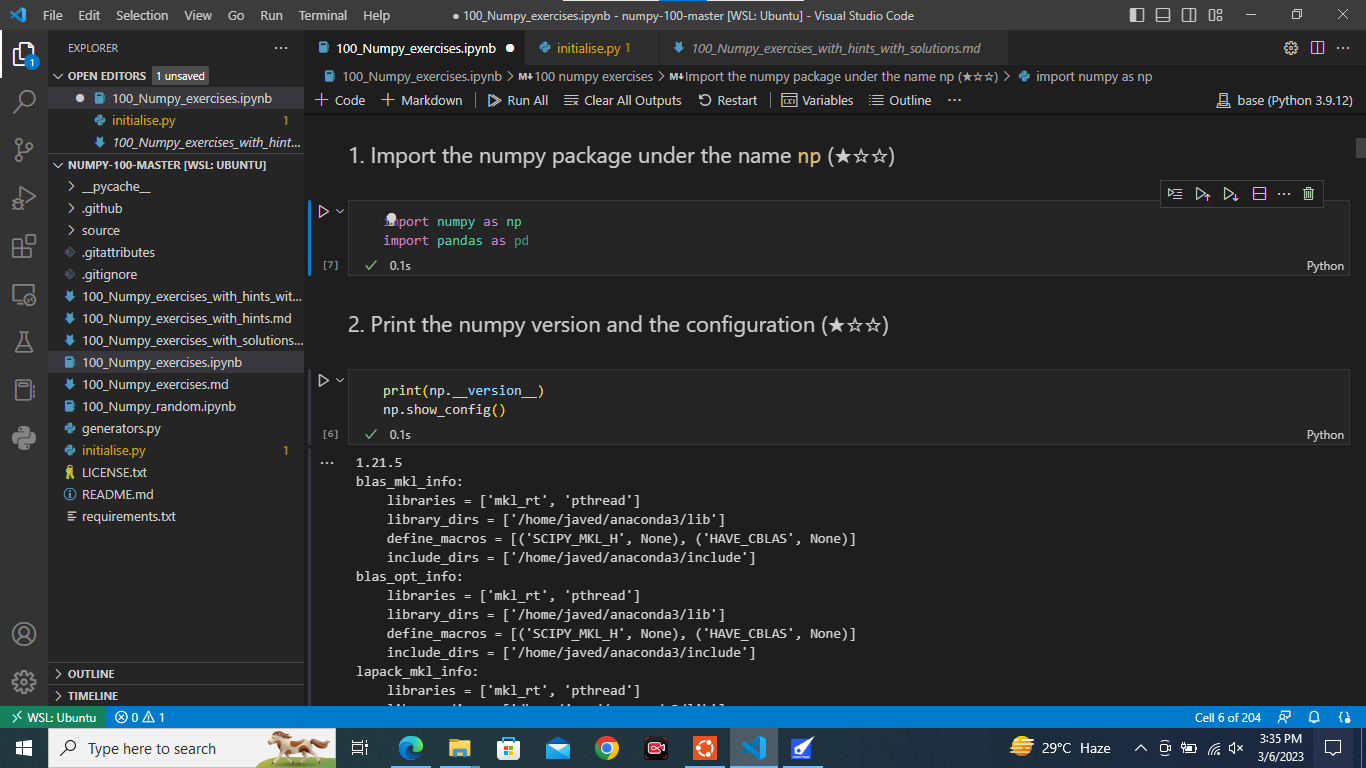 File Edit Selection View Go Run Terminal Help
● 100_Numpy_exercises.ipynb - numpy-100-master [WSL: Ubuntu] - Visual Studio Code
EXPLORER
OPEN EDITORS 1 unsaved
100_Numpy_exercises.ipynb
initialise.py 1
100_Numpy_exercises_with_hint...
NUMPY-100-MASTER [WSL: UBUNTU]
__pycache__
.github
source
.gitattributes
.gitignore
100_Numpy_exercises_with_hints_wit...
100_Numpy_exercises_with_hints.md
100_Numpy_exercises_with_solutions...
100_Numpy_exercises.ipynb
100_Numpy_exercises.md
100_Numpy_random.ipynb
generators.py
initialise.py 1
LICENSE.txt
README.md
requirements.txt
OUTLINE
TIMELINE
1
100_Numpy_exercises.ipynb ● initialise.py 1 100_Numpy_exercises_with_hints_with_solutions.md
100_Numpy_exercises.ipynb > M↓100 numpy exercises > M↓Import the numpy package under the name np (★☆☆) > import numpy as np
+ Code + Markdown Run All Clear All Outputs Restart Variables Outline ... base (Python 3.9.12)
1. Import the numpy package under the name np (★☆☆)
import numpy as np
import pandas as pd
[7] ✓ 0.1s Python
2. Print the numpy version and the configuration (★☆☆)
print(np.__version__)
np.show_config()
[6] ✓ 0.1s Python
... 1.21.5
blas_mkl_info:
libraries = ['mkl_rt', 'pthread']
library_dirs = ['/home/javed/anaconda3/lib']
define_macros = [('SCIPY_MKL_H', None), ('HAVE_CBLAS', None)]
include_dirs = ['/home/javed/anaconda3/include']
blas_opt_info:
libraries = ['mkl_rt', 'pthread']
library_dirs = ['/home/javed/anaconda3/lib']
define_macros = [('SCIPY_MKL_H', None), ('HAVE_CBLAS', None)]
include_dirs = ['/home/javed/anaconda3/include']
lapack_mkl_info:
libraries = ['mkl_rt', 'pthread']
WSL: Ubuntu 0 1 Cell 6 of 204
Type here to search 29°C Haze 3:35 PM
3/6/2023